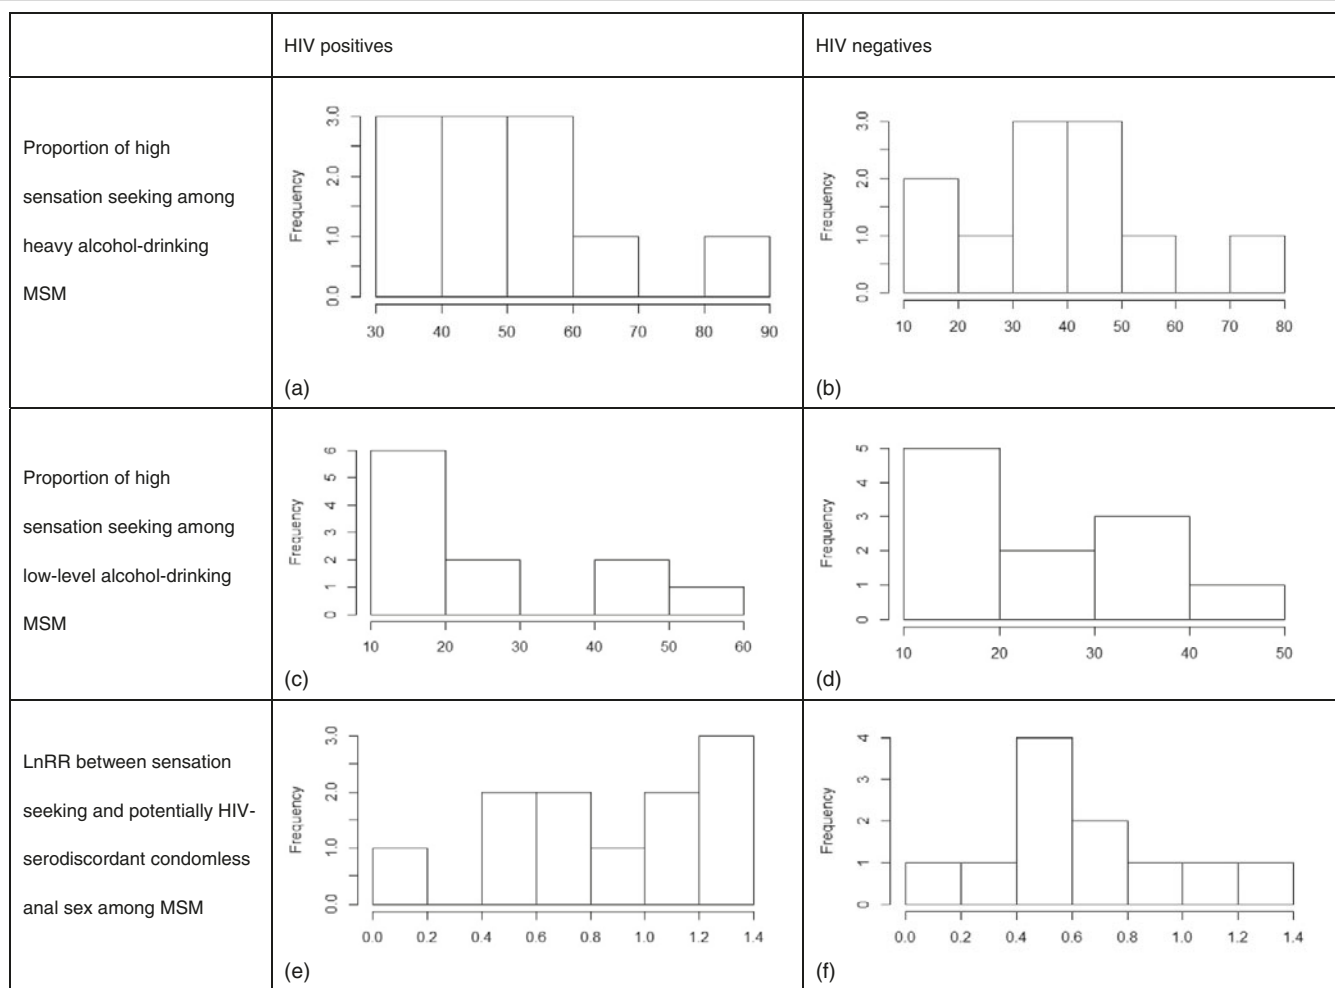 HIV positives
HIV negatives
Proportion of high
sensation seeking among
heavy alcohol-drinking
MSM
Frequency
0.0 1.0 2.0 3.0
30 40 50 60 70 80 90
(a)
Frequency
0.0 1.0 2.0 3.0
10 20 30 40 50 60 70 80
(b)
Proportion of high
sensation seeking among
low-level alcohol-drinking
MSM
Frequency
0 1 2 3 4 5 6
10 20 30 40 50 60
(c)
Frequency
0 1 2 3 4 5
10 20 30 40 50
(d)
LnRR between sensation
seeking and potentially HIV-
serodiscordant condomless
anal sex among MSM
Frequency
0.0 1.0 2.0 3.0
0.0 0.2 0.4 0.6 0.8 1.0 1.2 1.4
(e)
Frequency
0 1 2 3 4
0.0 0.2 0.4 0.6 0.8 1.0 1.2 1.4
(f)